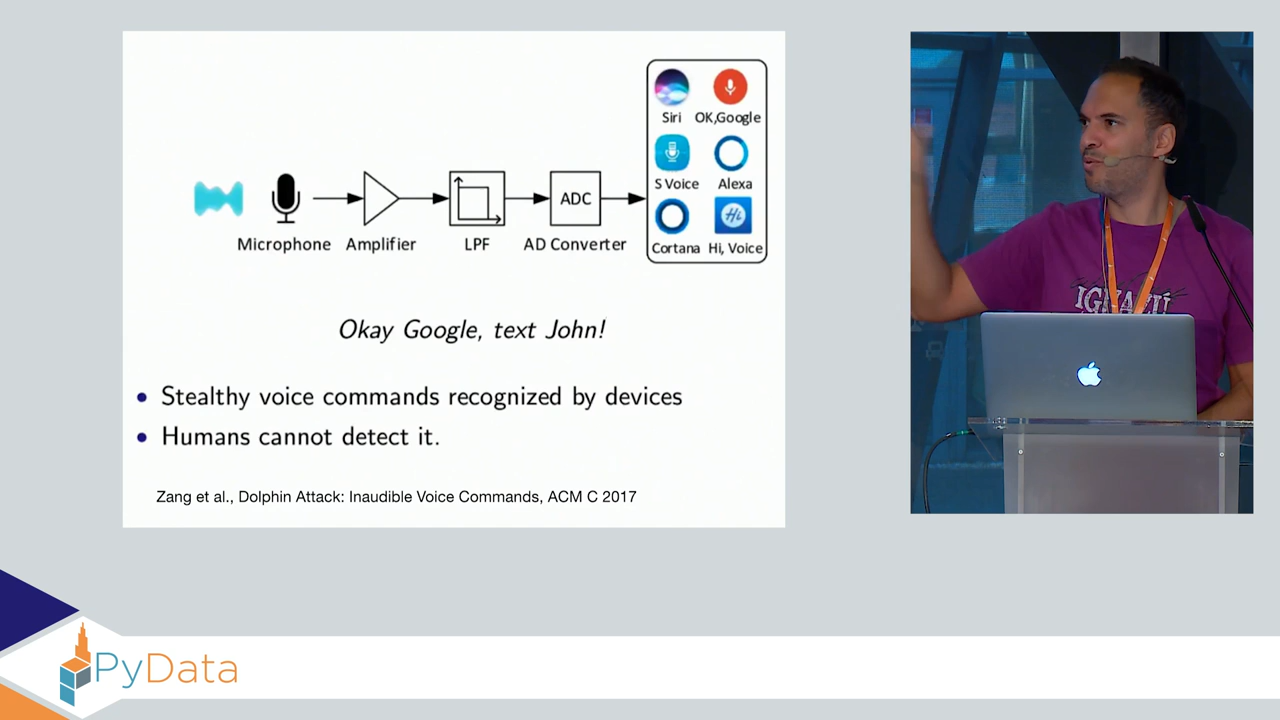 Siri OK,Google
S Voice Alexa
Cortana Hi, Voice
Hi
ADC
Microphone Amplifier LPF AD Converter
Okay Google, text John!
• Stealthy voice commands recognized by devices
• Humans cannot detect it.
Zang et al., Dolphin Attack: Inaudible Voice Commands, ACM C 2017
PyData